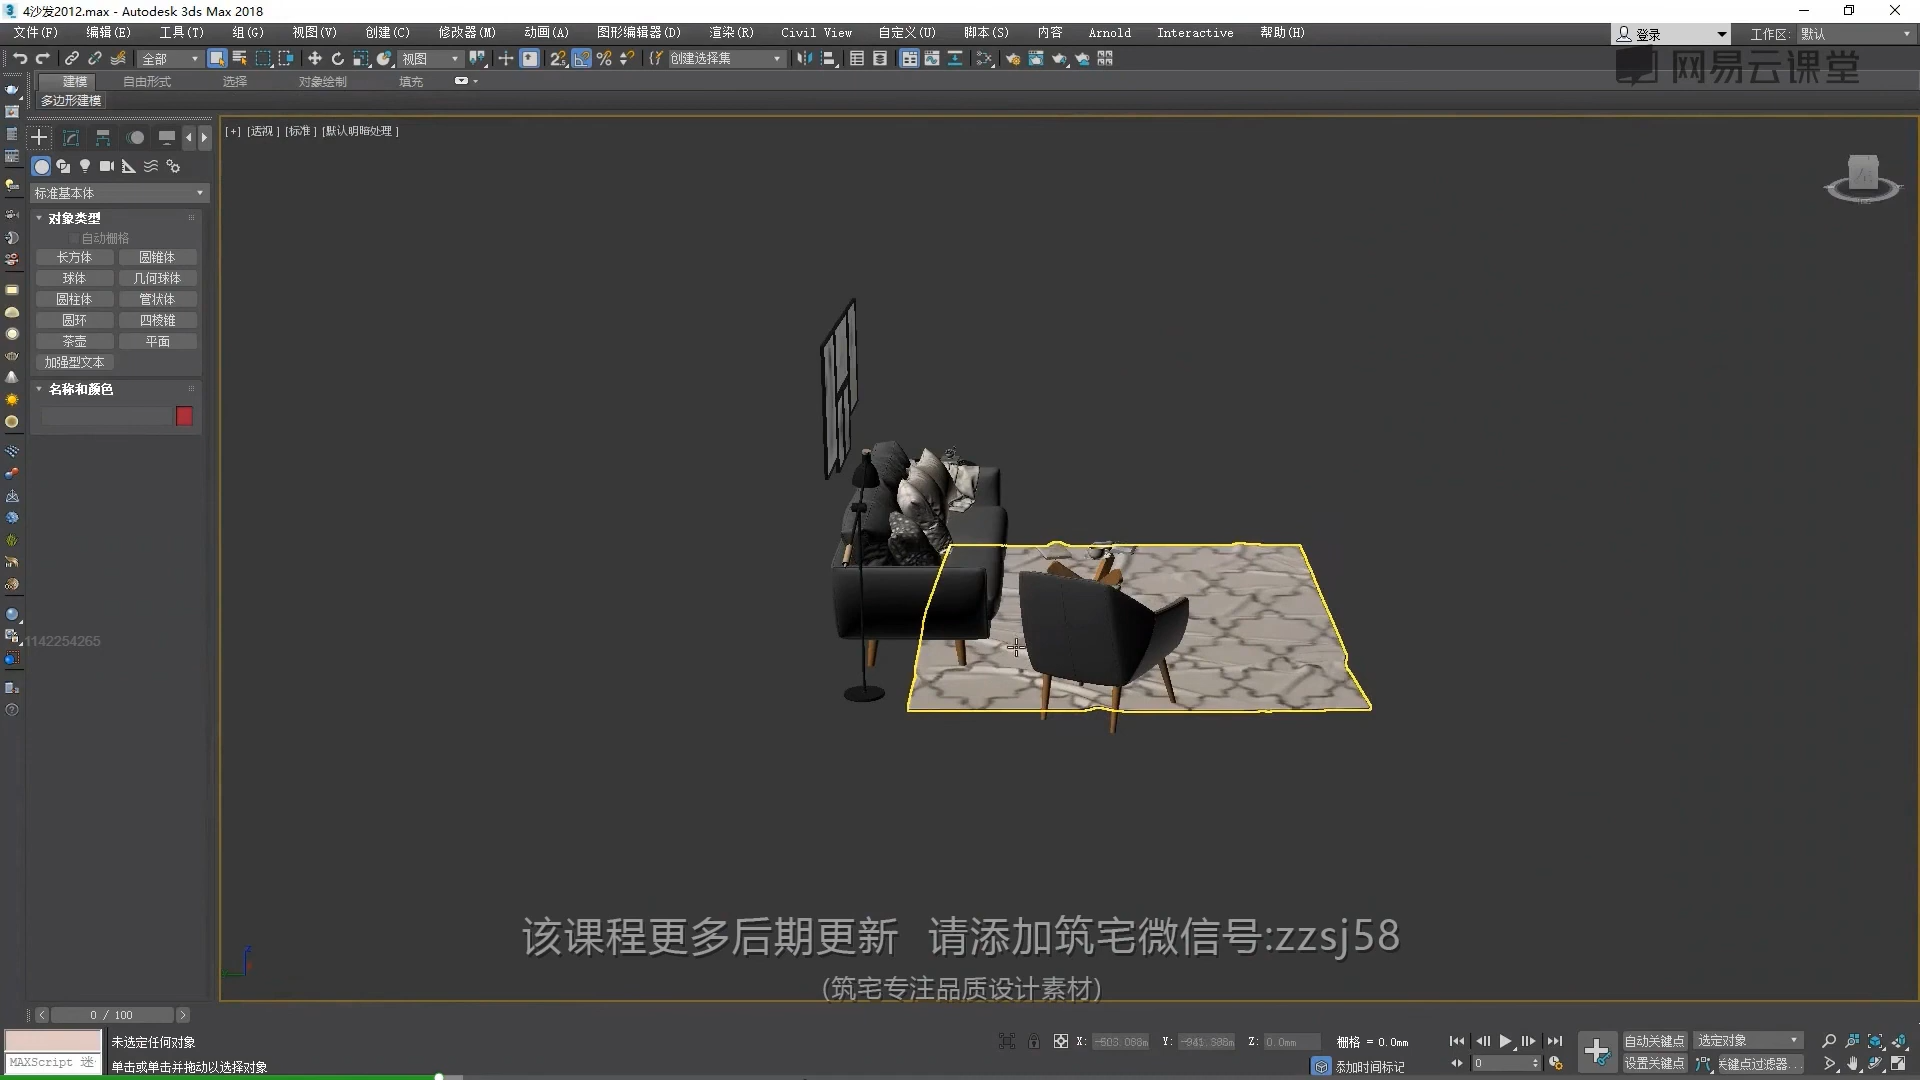 4沙发2012.max - Autodesk 3ds Max 2018
文件(F) 编辑(E) 工具(T) 组(G) 视图(V) 创建(C) 修改器(M) 动画(A) 图形编辑器(D) 渲染(R) Civil View 自定义(U) 脚本(S) 内容 Arnold Interactive 帮助(H) 登录 工作区: 默认
全部 视图 创建选择集
网易云课堂
建模 自由形式 选择 对象绘制 填充
多边形建模
[+] [透视] [标准] [默认明暗处理]
标准基本体
对象类型
自动栅格
长方体 圆锥体
球体 几何球体
圆柱体 管状体
圆环 四棱锥
茶壶 平面
加强型文本
名称和颜色
左
1142254265
该课程更多后期更新 请添加筑宅微信号:zzsj58
(筑宅专注品质设计素材)
0 / 100
未选定任何对象 X: Y: Z: 0.0mm 栅格 = 0.0mm 自动关键点 选定对象
MAXScript 迷 单击或单击并拖动以选择对象 添加时间标记 0 设置关键点 关键点过滤器...